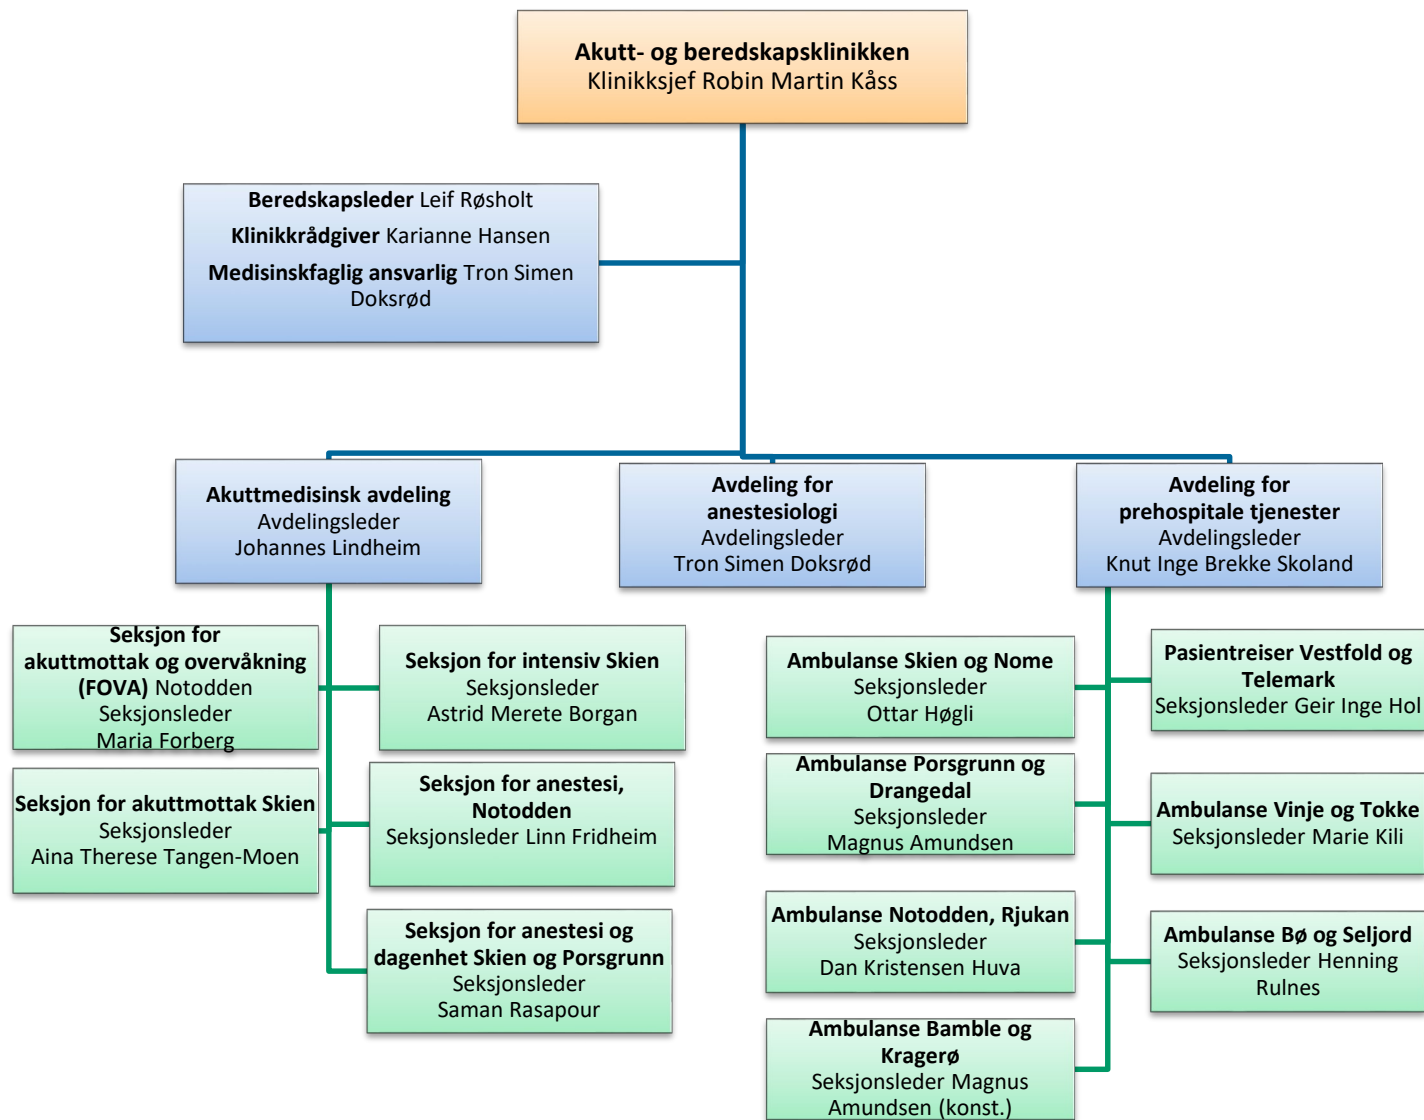 Akutt- og beredskapsklinikken
Klinikksjef Robin Martin Kåss
Beredskapsleder Leif Røsholt
Klinikkrådgiver Karianne Hansen
Medisinskfaglig ansvarlig Tron Simen
Doksrød
Akuttmedisinsk avdeling
Avdelingsleder
Johannes Lindheim
Avdeling for
anestesiologi
Avdelingsleder
Tron Simen Doksrød
Avdeling for
prehospitale tjenester
Avdelingsleder
Knut Inge Brekke Skoland
Seksjon for
akuttmottak og overvåkning
(FOVA) Notodden
Seksjonsleder
Maria Forberg
Seksjon for intensiv Skien
Seksjonsleder
Astrid Merete Borgan
Seksjon for akuttmottak Skien
Seksjonsleder
Aina Therese Tangen-Moen
Seksjon for anestesi,
Notodden
Seksjonsleder Linn Fridheim
Seksjon for anestesi og
dagenhet Skien og Porsgrunn
Seksjonsleder
Saman Rasapour
Ambulanse Skien og Nome
Seksjonsleder
Ottar Høgli
Pasientreiser Vestfold og
Telemark
Seksjonsleder Geir Inge Hol
Ambulanse Porsgrunn og
Drangedal
Seksjonsleder
Magnus Amundsen
Ambulanse Vinje og Tokke
Seksjonsleder Marie Kili
Ambulanse Notodden, Rjukan
Seksjonsleder
Dan Kristensen Huva
Ambulanse Bø og Seljord
Seksjonsleder Henning
Rulnes
Ambulanse Bamble og
Kragerø
Seksjonsleder Magnus
Amundsen (konst.)